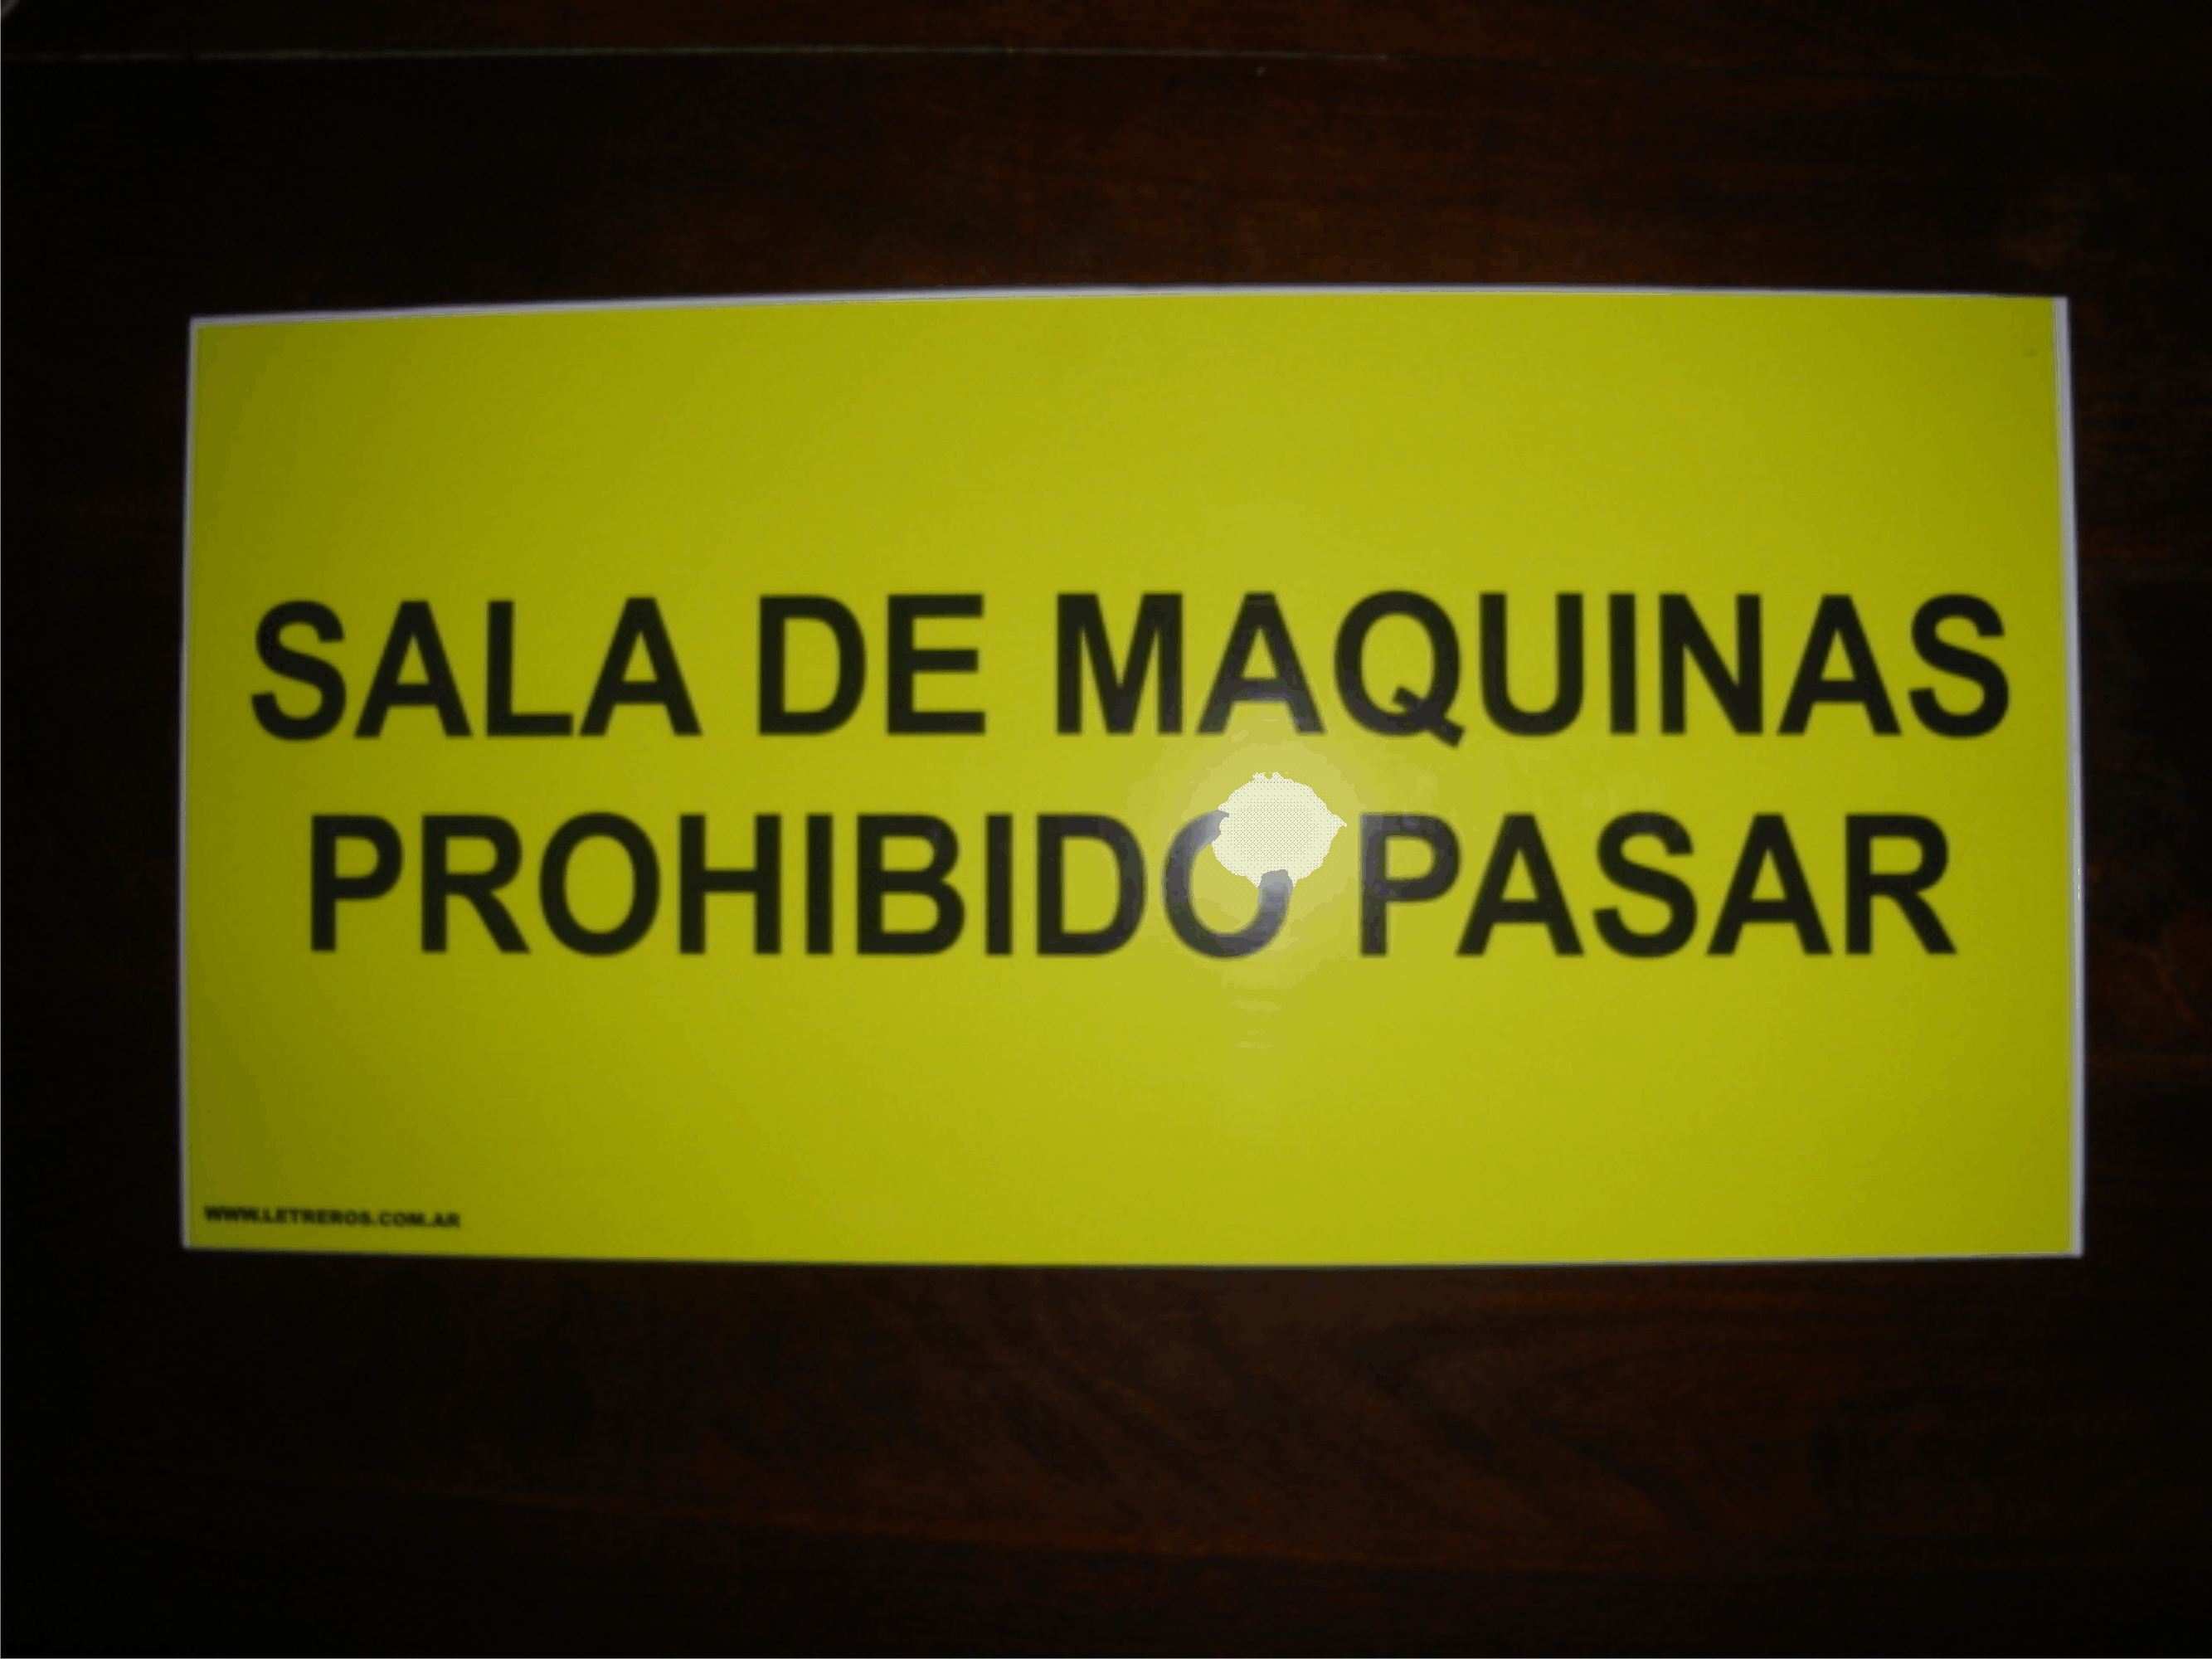 SALA DE MAQUINAS
PROHIBIDO PASAR
WWW.LETREROS.COM.AR